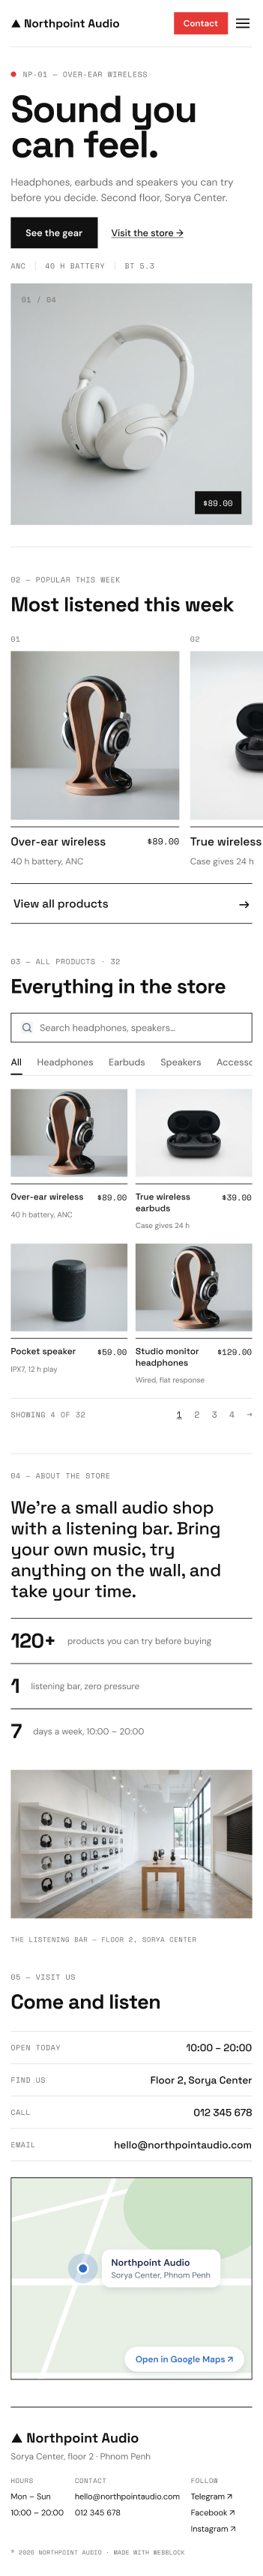 ▲ Northpoint Audio
Contact
NP-01 — OVER-EAR WIRELESS
Sound you
can feel.
Headphones, earbuds and speakers you can try
before you decide. Second floor, Sorya Center.
See the gear
Visit the store →
ANC
40 H BATTERY
BT 5.3
01 / 04
$89.00
02 — POPULAR THIS WEEK
Most listened this week
01
02
Over-ear wireless
$89.00
True wireless
40 h battery, ANC
Case gives 24 h
View all products →
03 — ALL PRODUCTS · 32
Everything in the store
Search headphones, speakers...
All
Headphones
Earbuds
Speakers
Accesso
Over-ear wireless
$89.00
40 h battery, ANC
True wireless
earbuds
$39.00
Case gives 24 h
Pocket speaker
$59.00
IPX7, 12 h play
Studio monitor
headphones
$129.00
Wired, flat response
SHOWING 4 OF 32
1 2 3 4 →
04 — ABOUT THE STORE
We're a small audio shop
with a listening bar. Bring
your own music, try
anything on the wall, and
take your time.
120+ products you can try before buying
1 listening bar, zero pressure
7 days a week, 10:00 – 20:00
THE LISTENING BAR — FLOOR 2, SORYA CENTER
05 — VISIT US
Come and listen
OPEN TODAY
10:00 – 20:00
FIND US
Floor 2, Sorya Center
CALL
012 345 678
EMAIL
hello@northpointaudio.com
Northpoint Audio
Sorya Center, Phnom Penh
Open in Google Maps ↗
▲ Northpoint Audio
Sorya Center, floor 2 · Phnom Penh
HOURS
Mon – Sun
10:00 – 20:00
CONTACT
hello@northpointaudio.com
012 345 678
FOLLOW
Telegram ↗
Facebook ↗
Instagram ↗
© 2026 NORTHPOINT AUDIO · MADE WITH WEBBLOCK